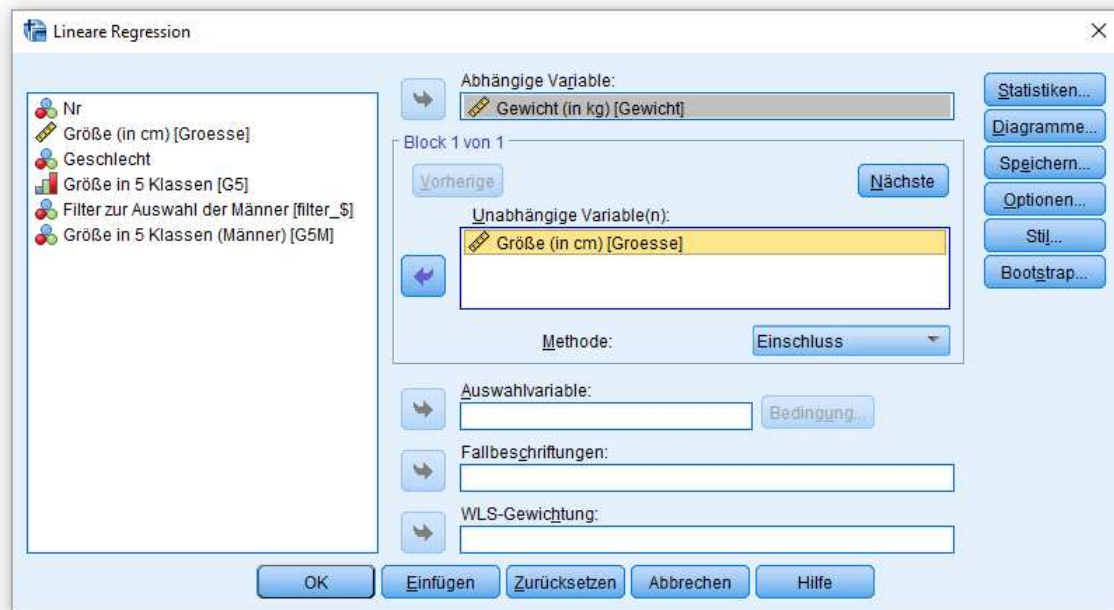 Lineare Regression
Nr
Größe (in cm) [Groesse]
Geschlecht
Größe in 5 Klassen [G5]
Filter zur Auswahl der Männer [filter_$]
Größe in 5 Klassen (Männer) [G5M]
Abhängige Variable:
Gewicht (in kg) [Gewicht]
Block 1 von 1
Vorherige
Nächste
Unabhängige Variable(n):
Größe (in cm) [Groesse]
Methode:
Einschluss
Auswahlvariable:
Bedingung...
Fallbeschriftungen:
WLS-Gewichtung:
Statistiken...
Diagramme...
Speichern...
Optionen...
Stil...
Bootstrap...
OK
Einfügen
Zurücksetzen
Abbrechen
Hilfe